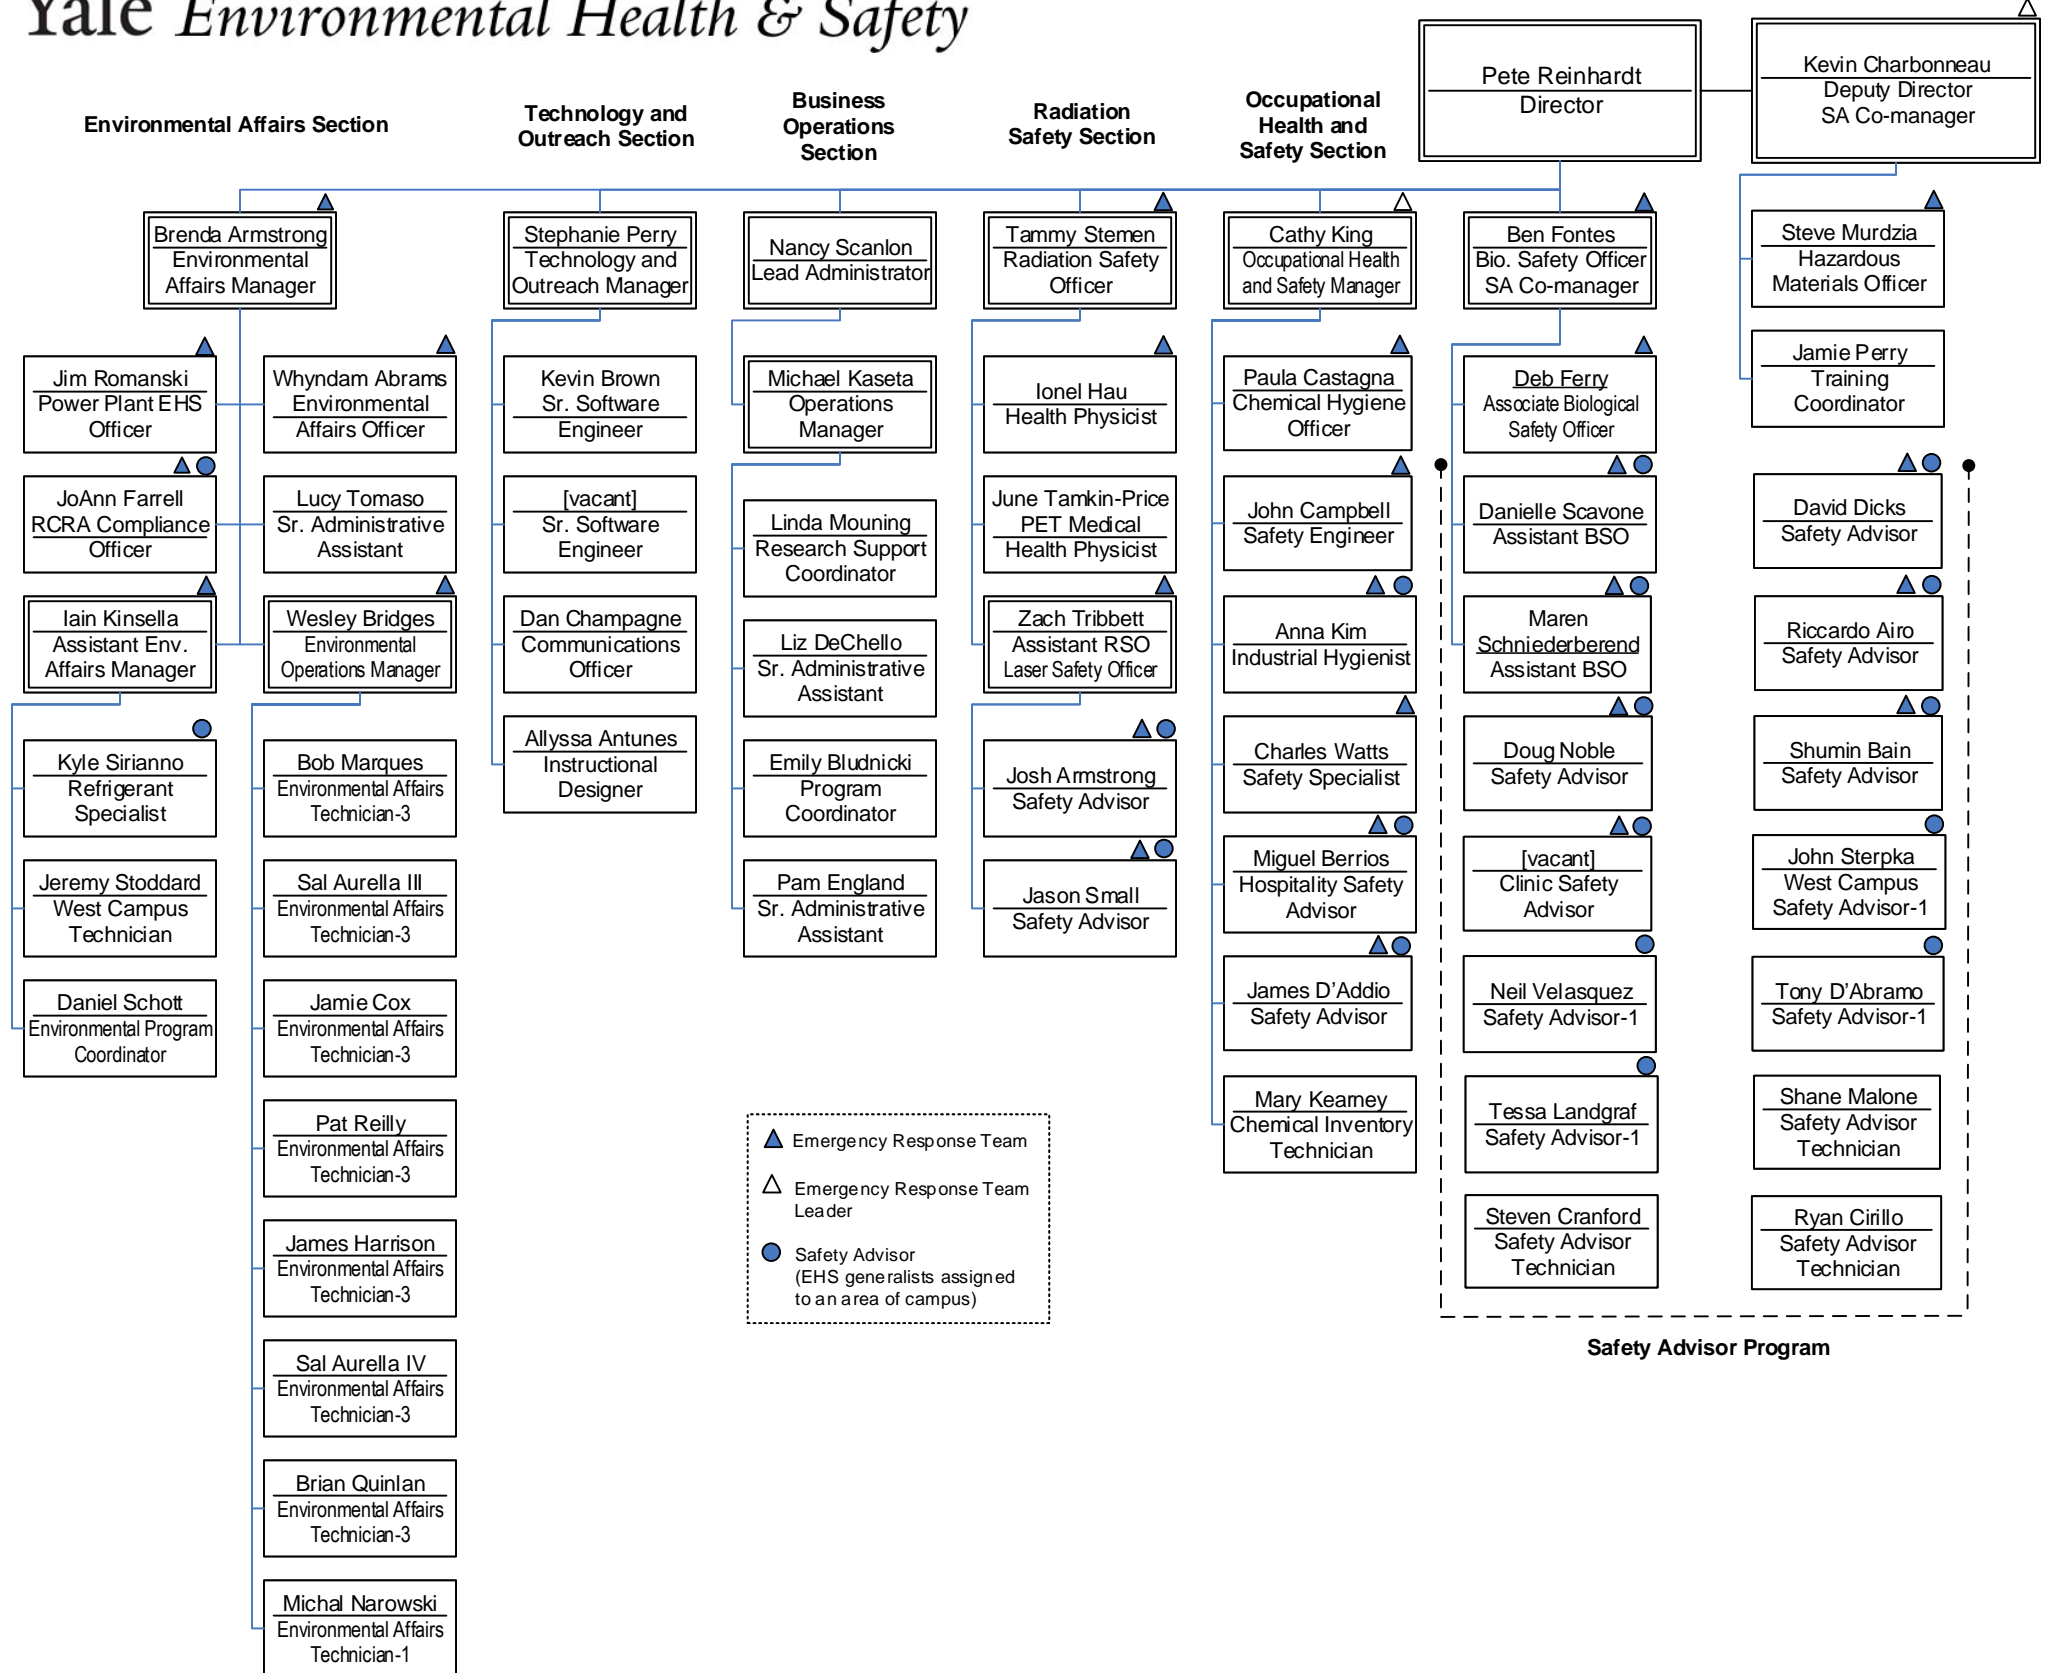 Yale Environmental Health & Safety
Pete Reinhardt
Director
Kevin Charbonneau
Deputy Director
SA Co-manager
Environmental Affairs Section
Technology and
Outreach Section
Business
Operations
Section
Radiation
Safety Section
Occupational
Health and
Safety Section
Brenda Armstrong
Environmental
Affairs Manager
Stephanie Perry
Technology and
Outreach Manager
Nancy Scanlon
Lead Administrator
Tammy Stemen
Radiation Safety
Officer
Cathy King
Occupational Health
and Safety Manager
Ben Fontes
Bio. Safety Officer
SA Co-manager
Steve Murdzia
Hazardous
Materials Officer
Jamie Perry
Training
Coordinator
Jim Romanski
Power Plant EHS
Officer
Whyndam Abrams
Environmental
Affairs Officer
JoAnn Farrell
RCRA Compliance
Officer
Lucy Tomaso
Sr. Administrative
Assistant
Iain Kinsella
Assistant Env.
Affairs Manager
Wesley Bridges
Environmental
Operations Manager
Kyle Sirianno
Refrigerant
Specialist
Jeremy Stoddard
West Campus
Technician
Daniel Schott
Environmental Program
Coordinator
Bob Marques
Environmental Affairs
Technician-3
Sal Aurella III
Environmental Affairs
Technician-3
Jamie Cox
Environmental Affairs
Technician-3
Pat Reilly
Environmental Affairs
Technician-3
James Harrison
Environmental Affairs
Technician-3
Sal Aurella IV
Environmental Affairs
Technician-3
Brian Quinlan
Environmental Affairs
Technician-3
Michal Narowski
Environmental Affairs
Technician-1
Kevin Brown
Sr. Software
Engineer
[vacant]
Sr. Software
Engineer
Dan Champagne
Communications
Officer
Allyssa Antunes
Instructional
Designer
Michael Kaseta
Operations
Manager
Linda Mouning
Research Support
Coordinator
Liz DeChello
Sr. Administrative
Assistant
Emily Bludnicki
Program
Coordinator
Pam England
Sr. Administrative
Assistant
Ionel Hau
Health Physicist
June Tamkin-Price
PET Medical
Health Physicist
Zach Tribbett
Assistant RSO
Laser Safety Officer
Josh Armstrong
Safety Advisor
Jason Small
Safety Advisor
Paula Castagna
Chemical Hygiene
Officer
John Campbell
Safety Engineer
Anna Kim
Industrial Hygienist
Charles Watts
Safety Specialist
Miguel Berrios
Hospitality Safety
Advisor
James D’Addio
Safety Advisor
Mary Kearney
Chemical Inventory
Technician
Deb Ferry
Associate Biological
Safety Officer
Danielle Scavone
Assistant BSO
Maren
Schniederberend
Assistant BSO
Doug Noble
Safety Advisor
[vacant]
Clinic Safety
Advisor
Neil Velasquez
Safety Advisor-1
Tessa Landgraf
Safety Advisor-1
Steven Cranford
Safety Advisor
Technician
David Dicks
Safety Advisor
Riccardo Airo
Safety Advisor
Shumin Bain
Safety Advisor
John Sterpka
West Campus
Safety Advisor-1
Tony D’Abramo
Safety Advisor-1
Shane Malone
Safety Advisor
Technician
Ryan Cirillo
Safety Advisor
Technician
Safety Advisor Program
Emergency Response Team
Emergency Response Team
Leader
Safety Advisor
(EHS generalists assigned
to an area of campus)